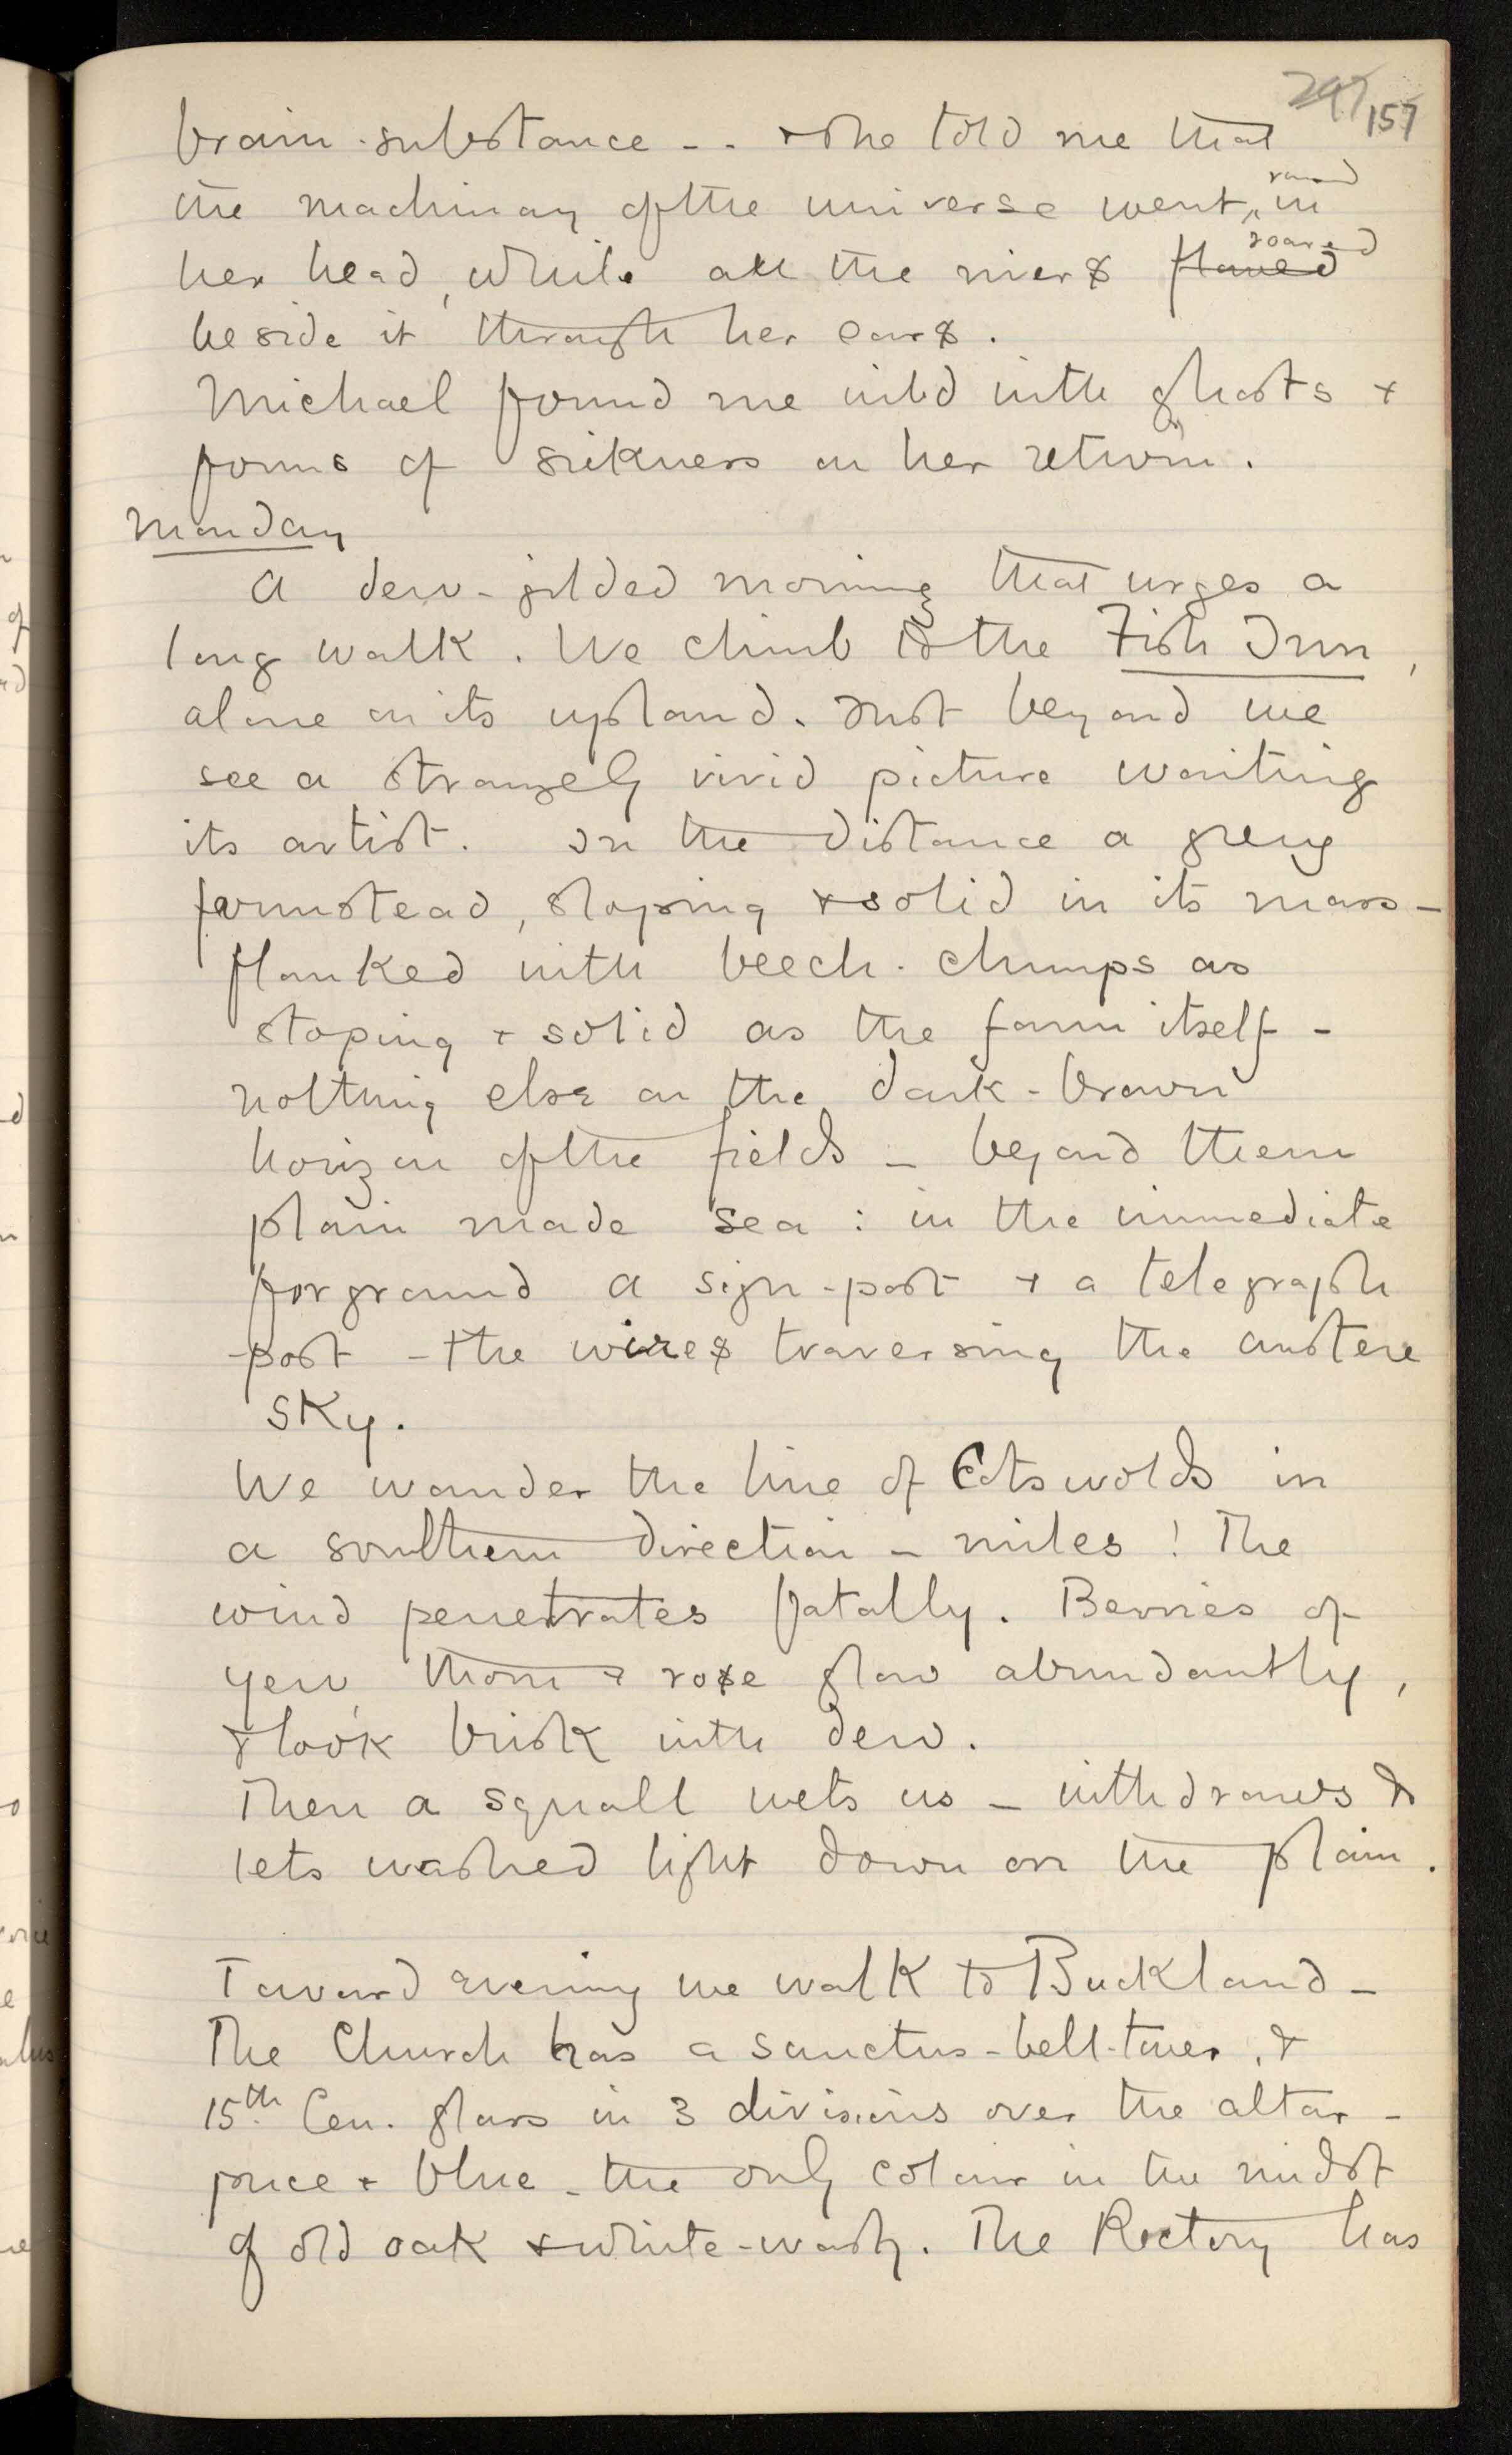 297 157
brain-substance - - & she told me that
the machinary of the universe went ^round in
her head, while all the rivers ~~flowed~~ roared
beside it through her ears.
Michael found me wild with ghosts &
forms of sickness on her return.
Monday
A dew-gilded morning that urges a
long walk. We climb to the Fish Inn,
alone on its upland. Just beyond we
see a strangely vivid picture waiting
its artist. In the distance a greyg
farmstead, sloping & solid in its mass -
flanked with beech-clumps as
sloping & solid as the farm itself -
nothing else on the dark-brown
horizon of the fields - beyond them
plain made sea : in the immediate
forground a sign-post & a telegraph
-post - the wires traversing the austere
sky.
We wander the line of Cotswolds in
a southern direction - miles! The
wind penetrates fatally. Berries of
yew, thorn & rose glow abundantly,
& look brisk with dew.
Then a squall wets us - withdraws &
lets washed light down on the plain.
Toward evening we walk to Buckland -
The Church has a sanctus-bell-tower, &
15th Cen. glass in 3 divisions over the altar -
puce & blue - the only colour in the midst
of old oak & white-wash. The Rectory has